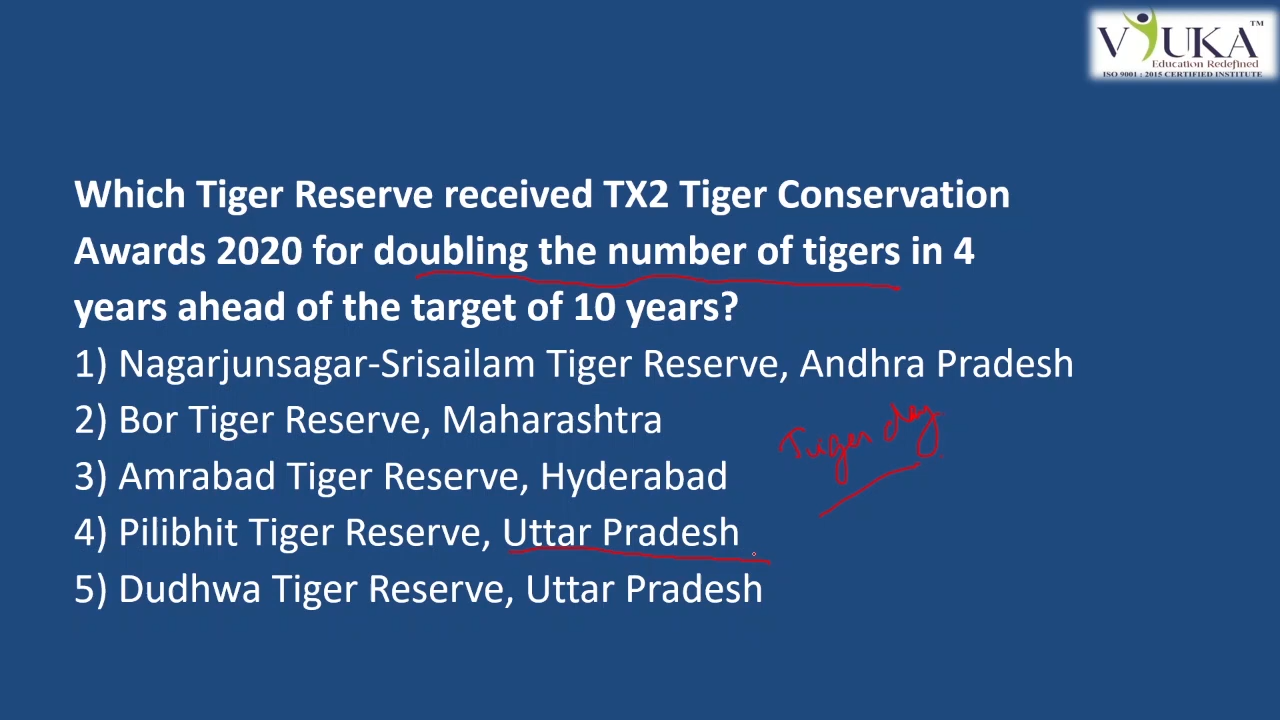 VYUKA™
Education Redefined
ISO 9001 : 2015 CERTIFIED INSTITUTE
Which Tiger Reserve received TX2 Tiger Conservation
Awards 2020 for doubling the number of tigers in 4
years ahead of the target of 10 years?
1) Nagarjunsagar-Srisailam Tiger Reserve, Andhra Pradesh
2) Bor Tiger Reserve, Maharashtra
Tiger day
3) Amrabad Tiger Reserve, Hyderabad
4) Pilibhit Tiger Reserve, Uttar Pradesh
5) Dudhwa Tiger Reserve, Uttar Pradesh